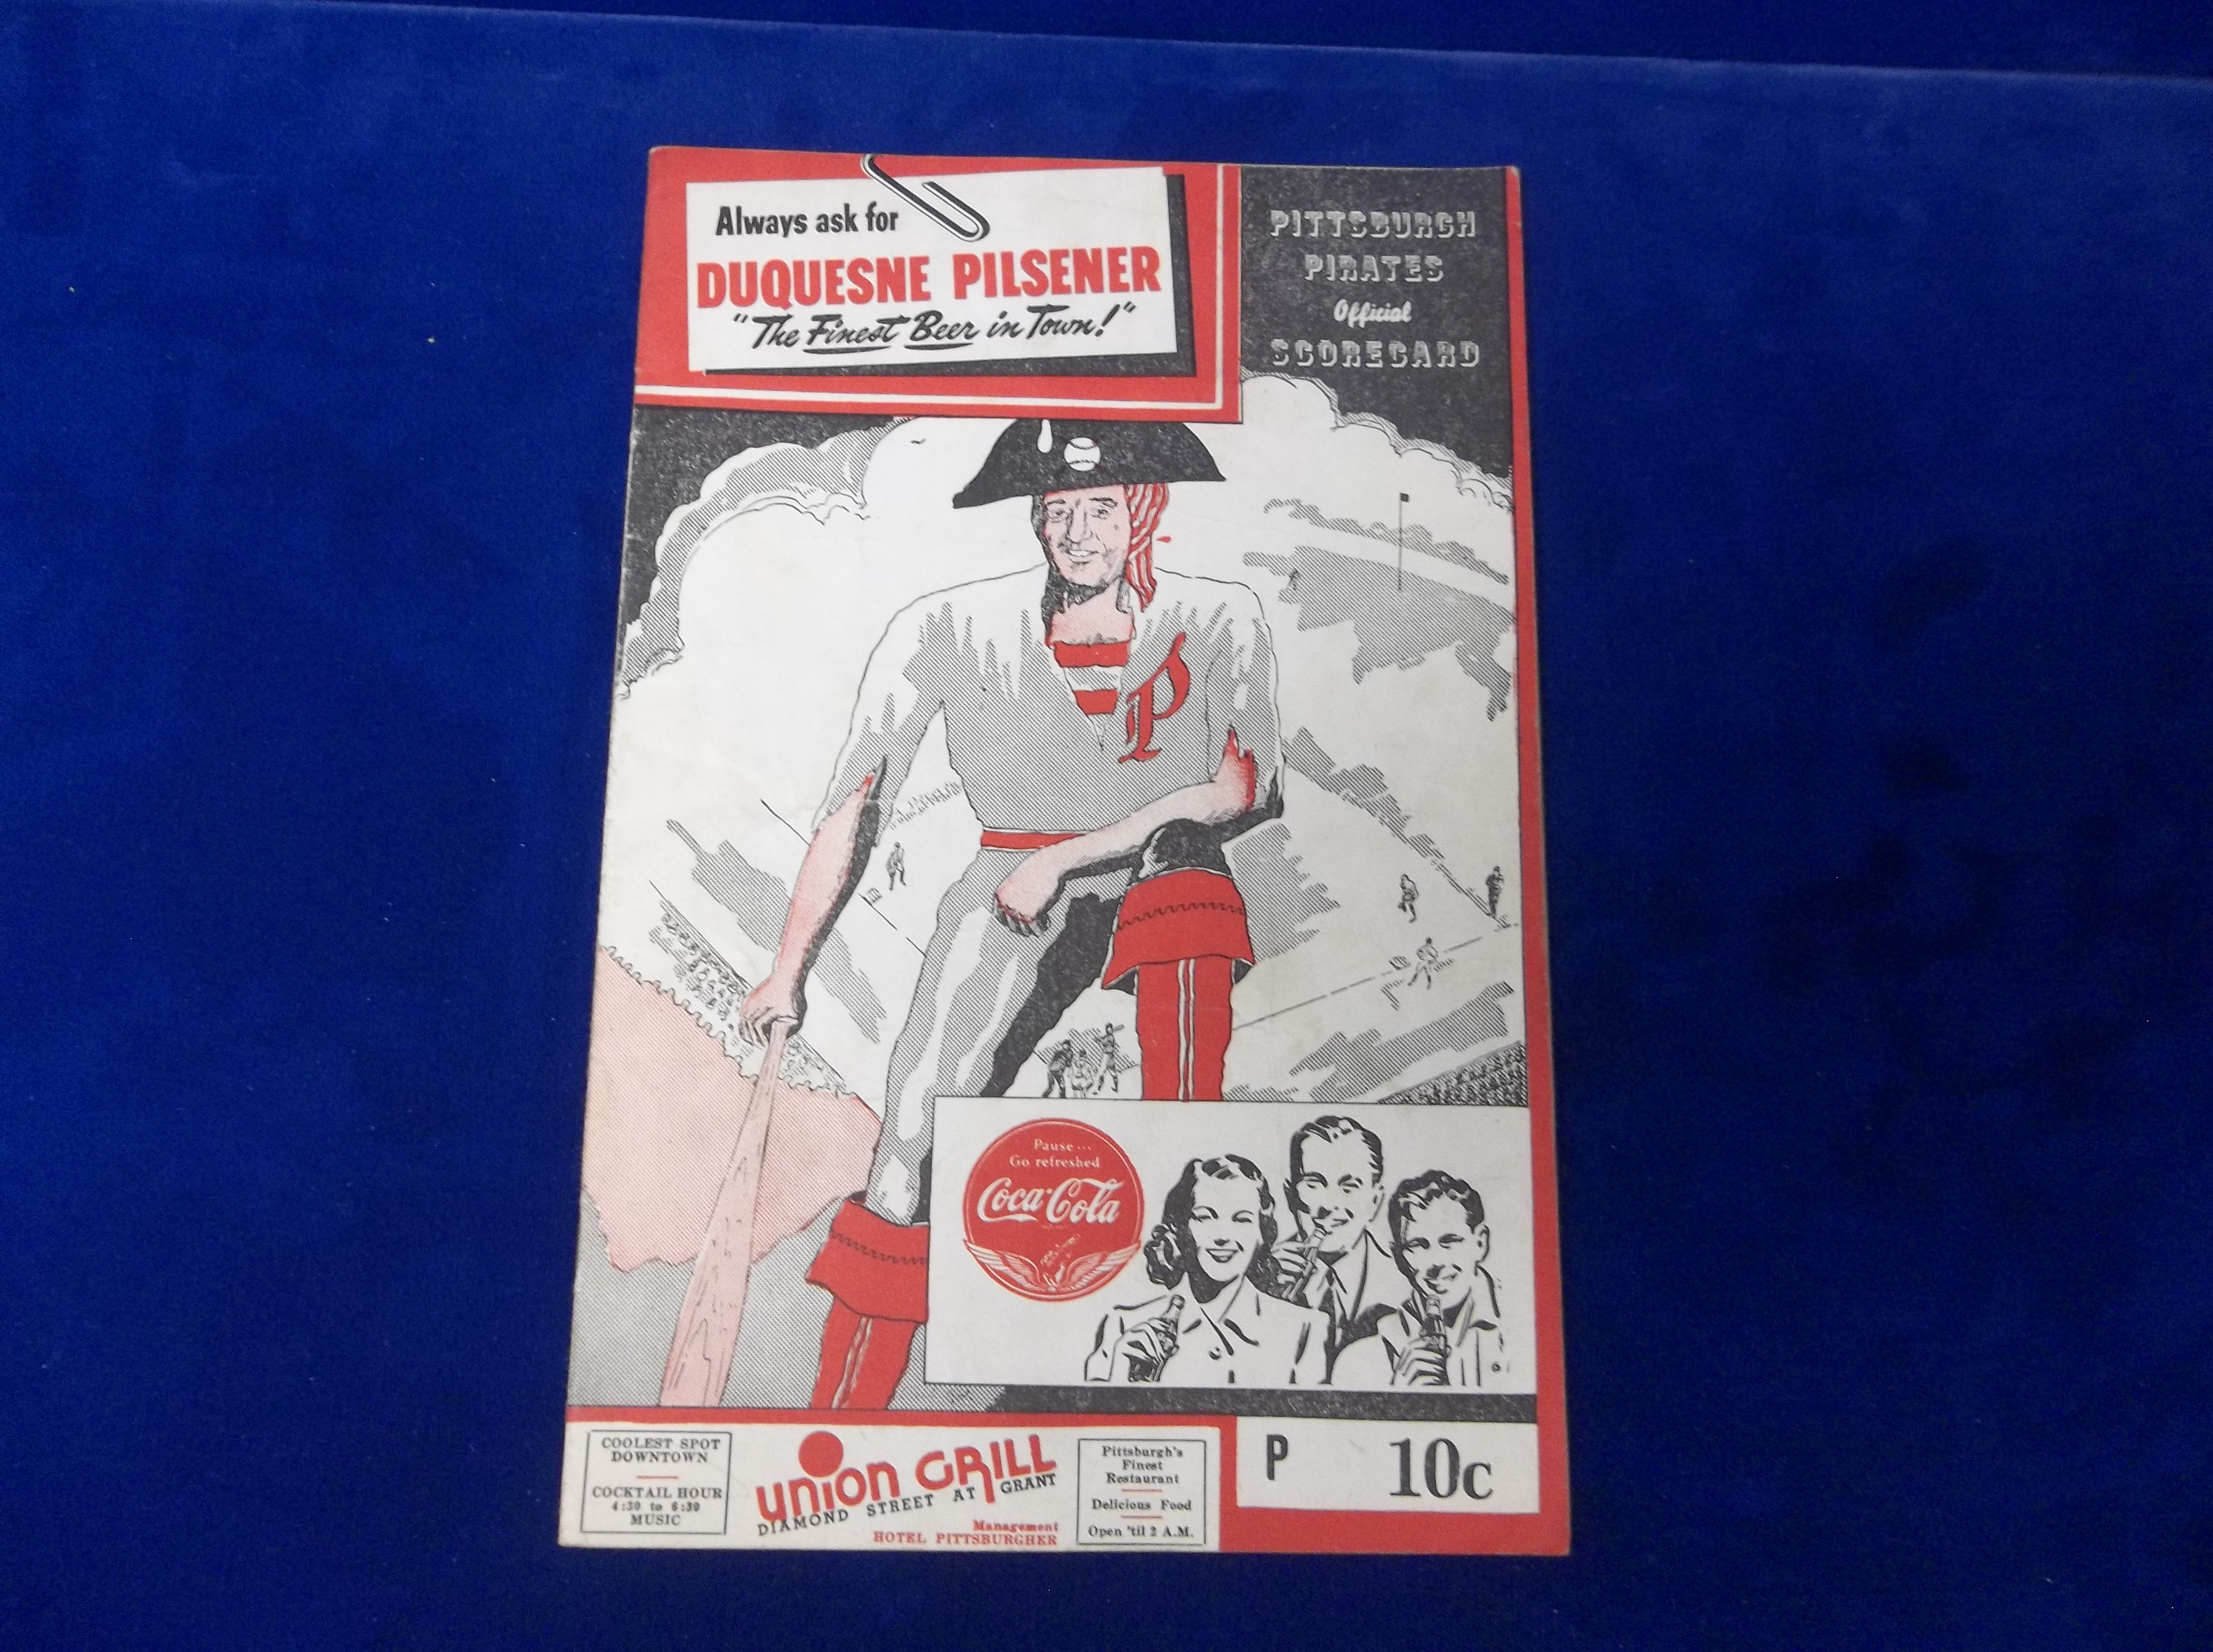 Always ask for
DUQUESNE PILSENER
"The Finest Beer in Town!"
PITTSBURGH
PIRATES
Official
SCORECARD
P
Pause...
Go refreshed
Coca-Cola
COOLEST SPOT
DOWNTOWN
COCKTAIL HOUR
4:30 to 6:30
MUSIC
UNION GRILL
DIAMOND STREET AT GRANT
Management
HOTEL PITTSBURGHER
Pittsburgh's
Finest
Restaurant
Delicious Food
Open 'til 2 A.M.
P 10c